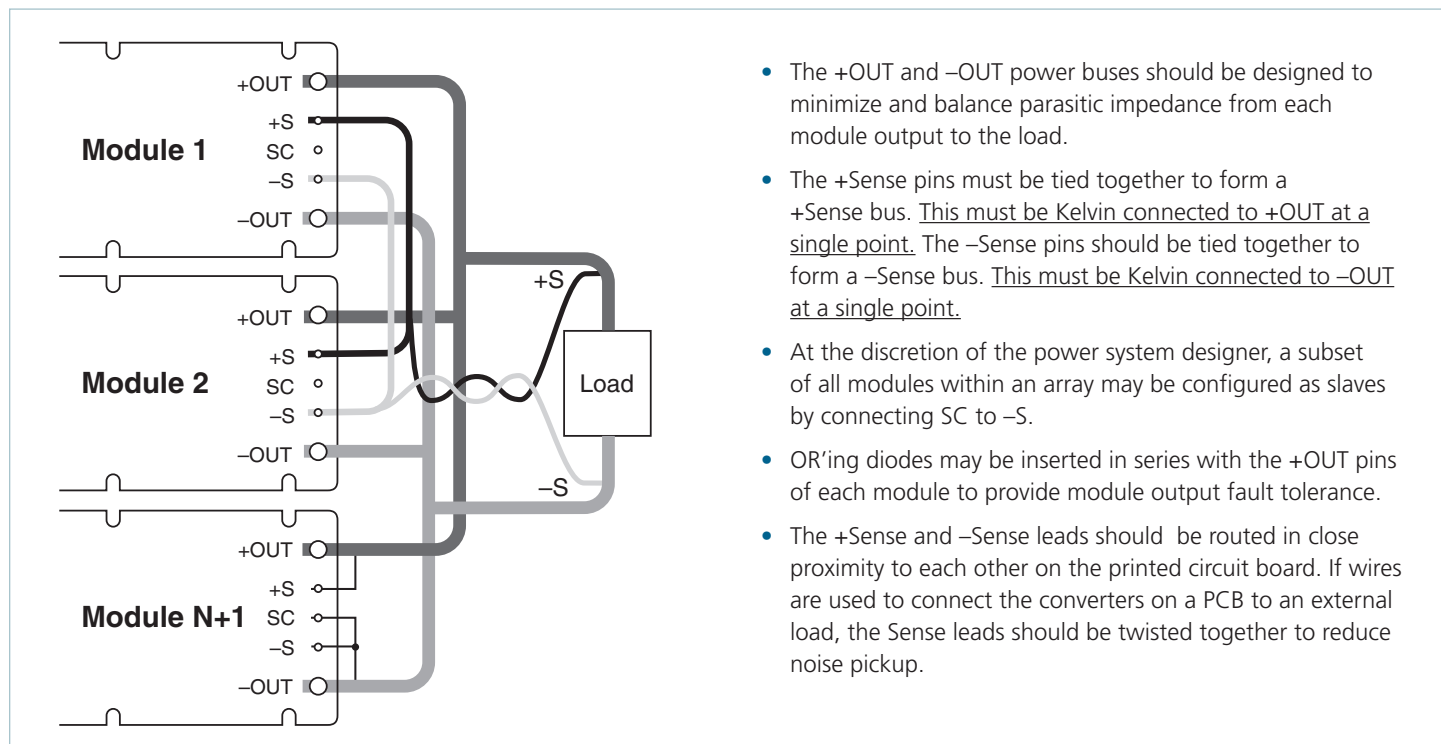 +OUT
+S
Module 1
SC
–S
–OUT
+OUT
+S
Module 2
SC
–S
–OUT
+OUT
+S
Module N+1
SC
–S
–OUT
+S
Load
–S
• The +OUT and –OUT power buses should be designed to
minimize and balance parasitic impedance from each
module output to the load.
• The +Sense pins must be tied together to form a
+Sense bus. This must be Kelvin connected to +OUT at a
single point. The –Sense pins should be tied together to
form a –Sense bus. This must be Kelvin connected to –OUT
at a single point.
• At the discretion of the power system designer, a subset
of all modules within an array may be configured as slaves
by connecting SC to –S.
• OR'ing diodes may be inserted in series with the +OUT pins
of each module to provide module output fault tolerance.
• The +Sense and –Sense leads should  be routed in close
proximity to each other on the printed circuit board. If wires
are used to connect the converters on a PCB to an external
load, the Sense leads should be twisted together to reduce
noise pickup.